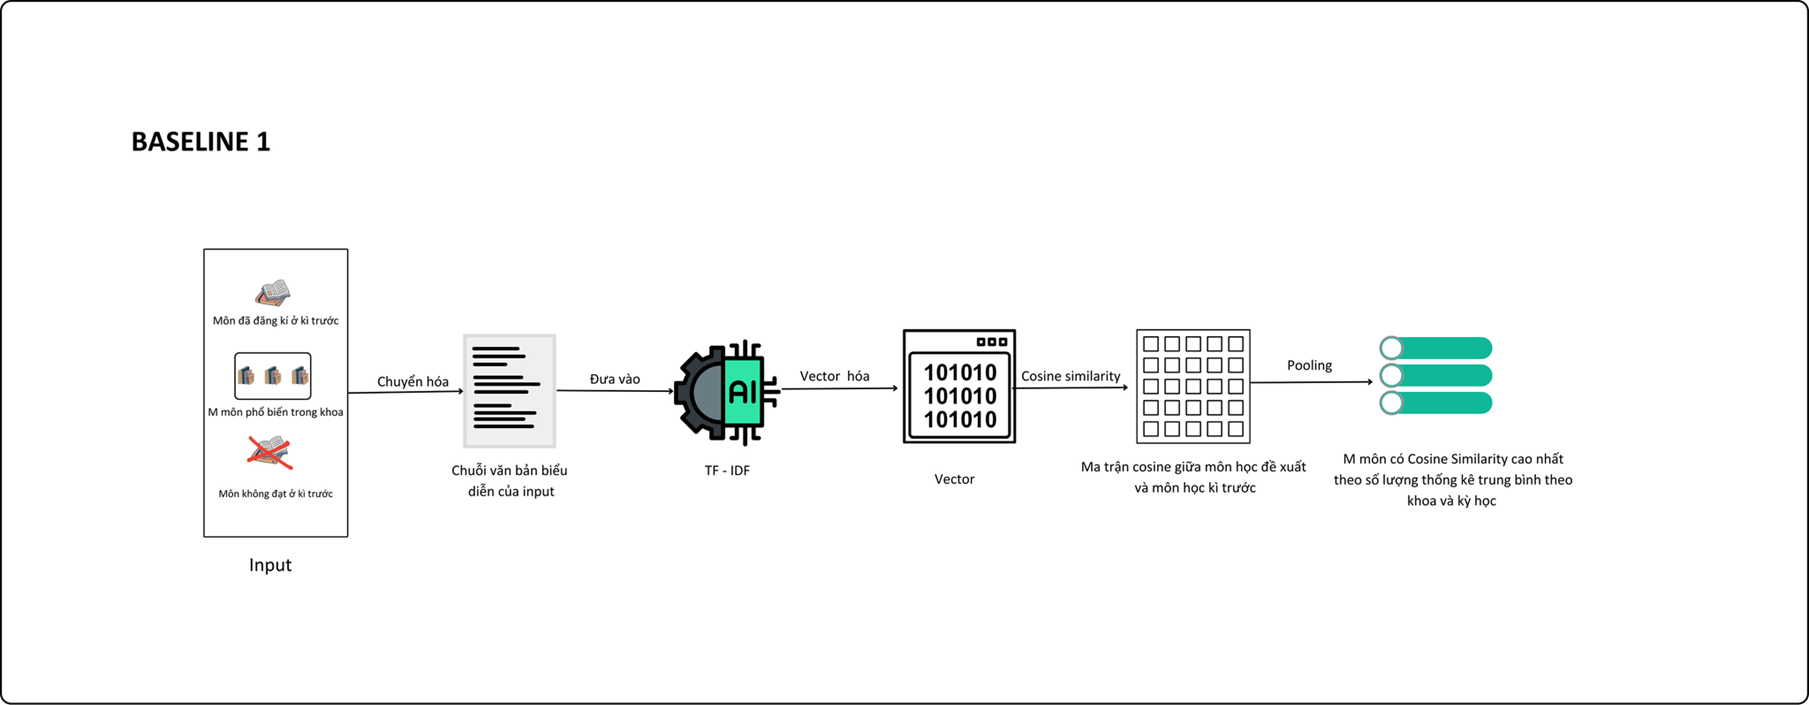 BASELINE 1
Môn đã đăng kí ở kì trước
M môn phổ biến trong khoa
Môn không đạt ở kì trước
Input
Chuyển hóa
Chuỗi văn bản biểu
diễn của input
Đưa vào
AI
TF - IDF
Vector hóa
101010
101010
101010
Vector
Cosine similarity
Ma trận cosine giữa môn học đề xuất
và môn học kì trước
Pooling
M môn có Cosine Similarity cao nhất
theo số lượng thống kê trung bình theo
khoa và kỳ học